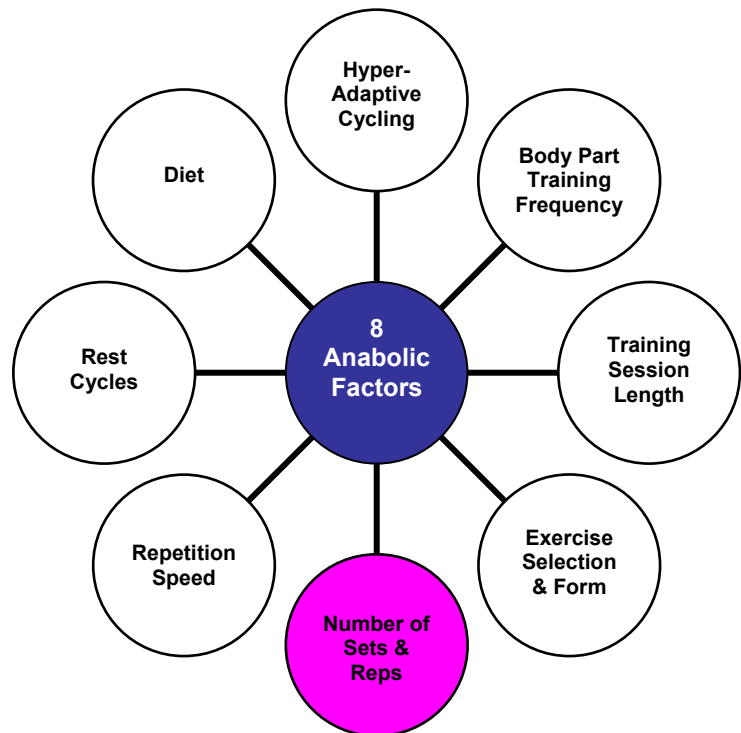 Hyper-
Adaptive
Cycling
Body Part
Training
Frequency
Training
Session
Length
Exercise
Selection
& Form
Number of
Sets &
Reps
Repetition
Speed
Rest
Cycles
Diet
8
Anabolic
Factors